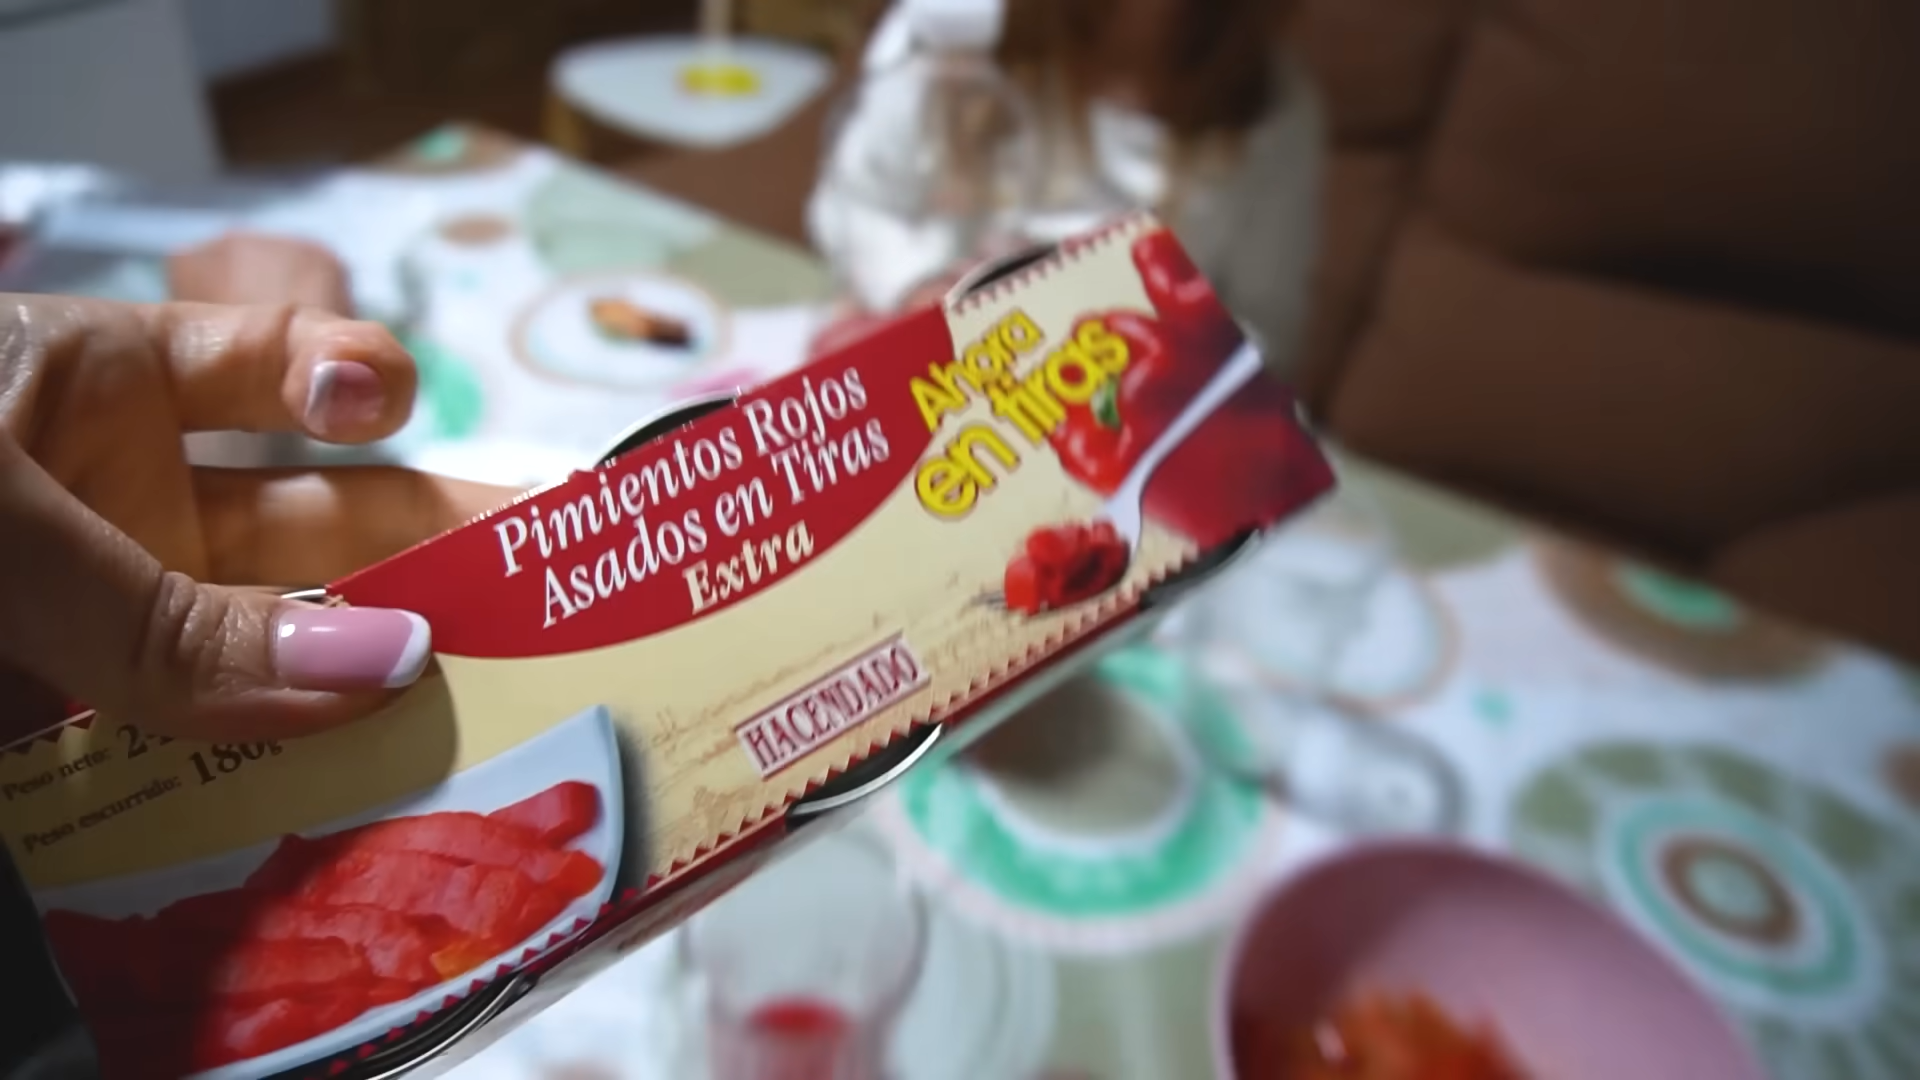 Pimientos Rojos
Asados en Tiras
Extra
Ahora
en tiras
HACENDADO
Peso neto:
Peso escurrido: 180g